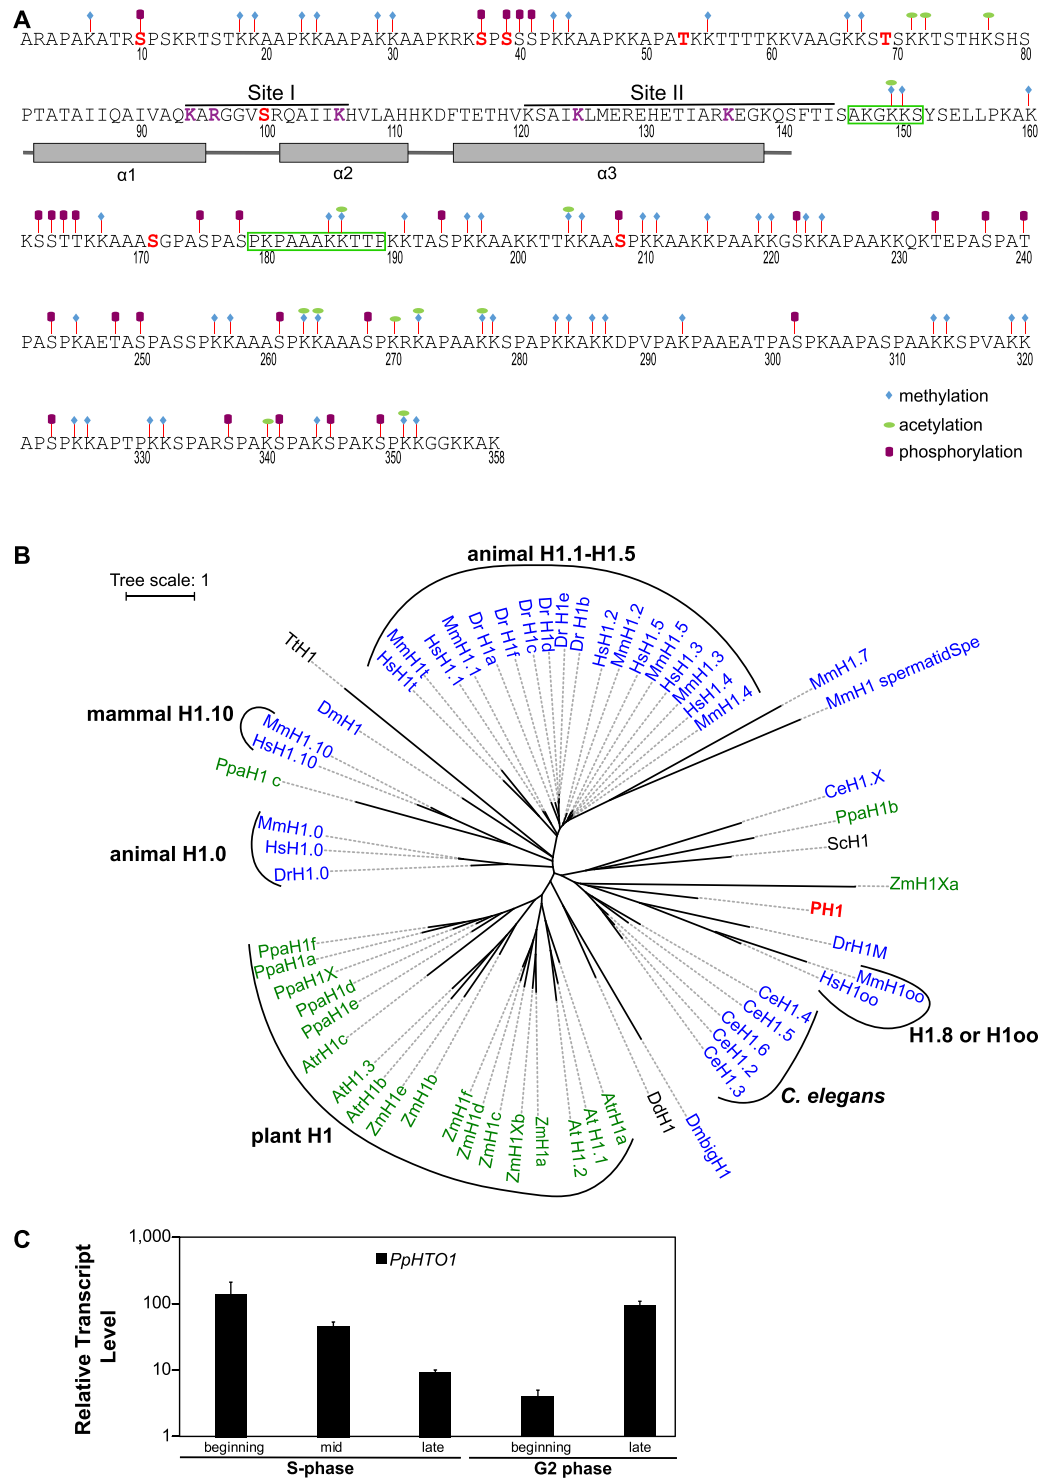 A
ARAPAKATRSPSKRTSTKKAAPKKAAPAKKAAPKRKSPSSSPKKAAPKKAPATKKTTTTKKVAAGKKSTSKKTSTHKSHS
10 20 30 40 50 60 70 80
Site I Site II
PTATAIIQAIVAQKARGGVSRQAIIKHVLAHHKDFTETHVKSAIKLMEREHETIARKEGKQSFTISAKGKKSYSELLPKAK
90 100 110 120 130 140 150 160
α1 α2 α3
KSSTTKKAAASGPASPASPKPAAAKKTTPKKTASPKKAAKKTTKKAASPKKAAKKPAAKKGSKKAPAAKKQKTEPASPAT
170 180 190 200 210 220 230 240
PASPKAETASPASSPKKAAASPKKAAASPKRKAPAAKKSPAPKKAKKDPVPAKPAAEATPASPKAAPASPAAKKSPVAKK
250 260 270 280 290 300 310 320
APSPKKAPTPKKSPARSPAKSPAKSPAKSPKKGGKKAK
330 340 350 358
methylation
acetylation
phosphorylation
B
Tree scale: 1
animal H1.1-H1.5
TtH1
DmH1
mammal H1.10
MmH1.10
HsH1.10
PpaH1 c
animal H1.0
MmH1.0
HsH1.0
DrH1.0
HsH1t
MmH1t
HsH1.1
MmH1.1
Dr H1a
Dr H1f
Dr H1c
Dr H1d
Dr H1e
Dr H1b
HsH1.2
MmH1.2
HsH1.5
MmH1.5
HsH1.3
MmH1.3
HsH1.4
MmH1.4
MmH1.7
MmH1 spermatidSpe
CeH1.X
PpaH1b
ScH1
ZmH1Xa
PH1
DrH1M
MmH1oo
HsH1oo
H1.8 or H1oo
CeH1.4
CeH1.5
CeH1.6
CeH1.2
CeH1.3
C. elegans
DmbigH1
DdH1
AtrH1a
At H1.1
At H1.2
ZmH1a
ZmH1Xb
ZmH1c
ZmH1d
ZmH1f
ZmH1b
ZmH1e
AtrH1b
AtH1.3
AtrH1c
PpaH1e
PpaH1d
PpaH1X
PpaH1a
PpaH1f
plant H1
C
Relative Transcript
Level
1,000
100
10
1
PpHTO1
beginning mid late beginning late
S-phase G2 phase